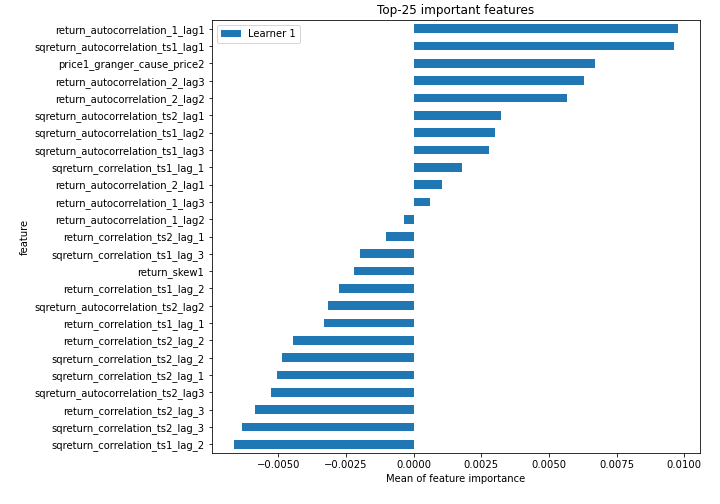 Top-25 important features
Learner 1
return_autocorrelation_1_lag1
sqreturn_autocorrelation_ts1_lag1
price1_granger_cause_price2
return_autocorrelation_2_lag3
return_autocorrelation_2_lag2
sqreturn_autocorrelation_ts2_lag1
sqreturn_autocorrelation_ts1_lag2
sqreturn_autocorrelation_ts1_lag3
sqreturn_correlation_ts1_lag_1
return_autocorrelation_2_lag1
return_autocorrelation_1_lag3
return_autocorrelation_1_lag2
return_correlation_ts2_lag_1
sqreturn_correlation_ts1_lag_3
return_skew1
return_correlation_ts1_lag_2
sqreturn_autocorrelation_ts2_lag2
return_correlation_ts1_lag_1
return_correlation_ts2_lag_2
sqreturn_correlation_ts2_lag_2
sqreturn_correlation_ts2_lag_1
sqreturn_autocorrelation_ts2_lag3
return_correlation_ts2_lag_3
sqreturn_correlation_ts2_lag_3
sqreturn_correlation_ts1_lag_2
feature
−0.0050 −0.0025 0.0000 0.0025 0.0050 0.0075 0.0100
Mean of feature importance